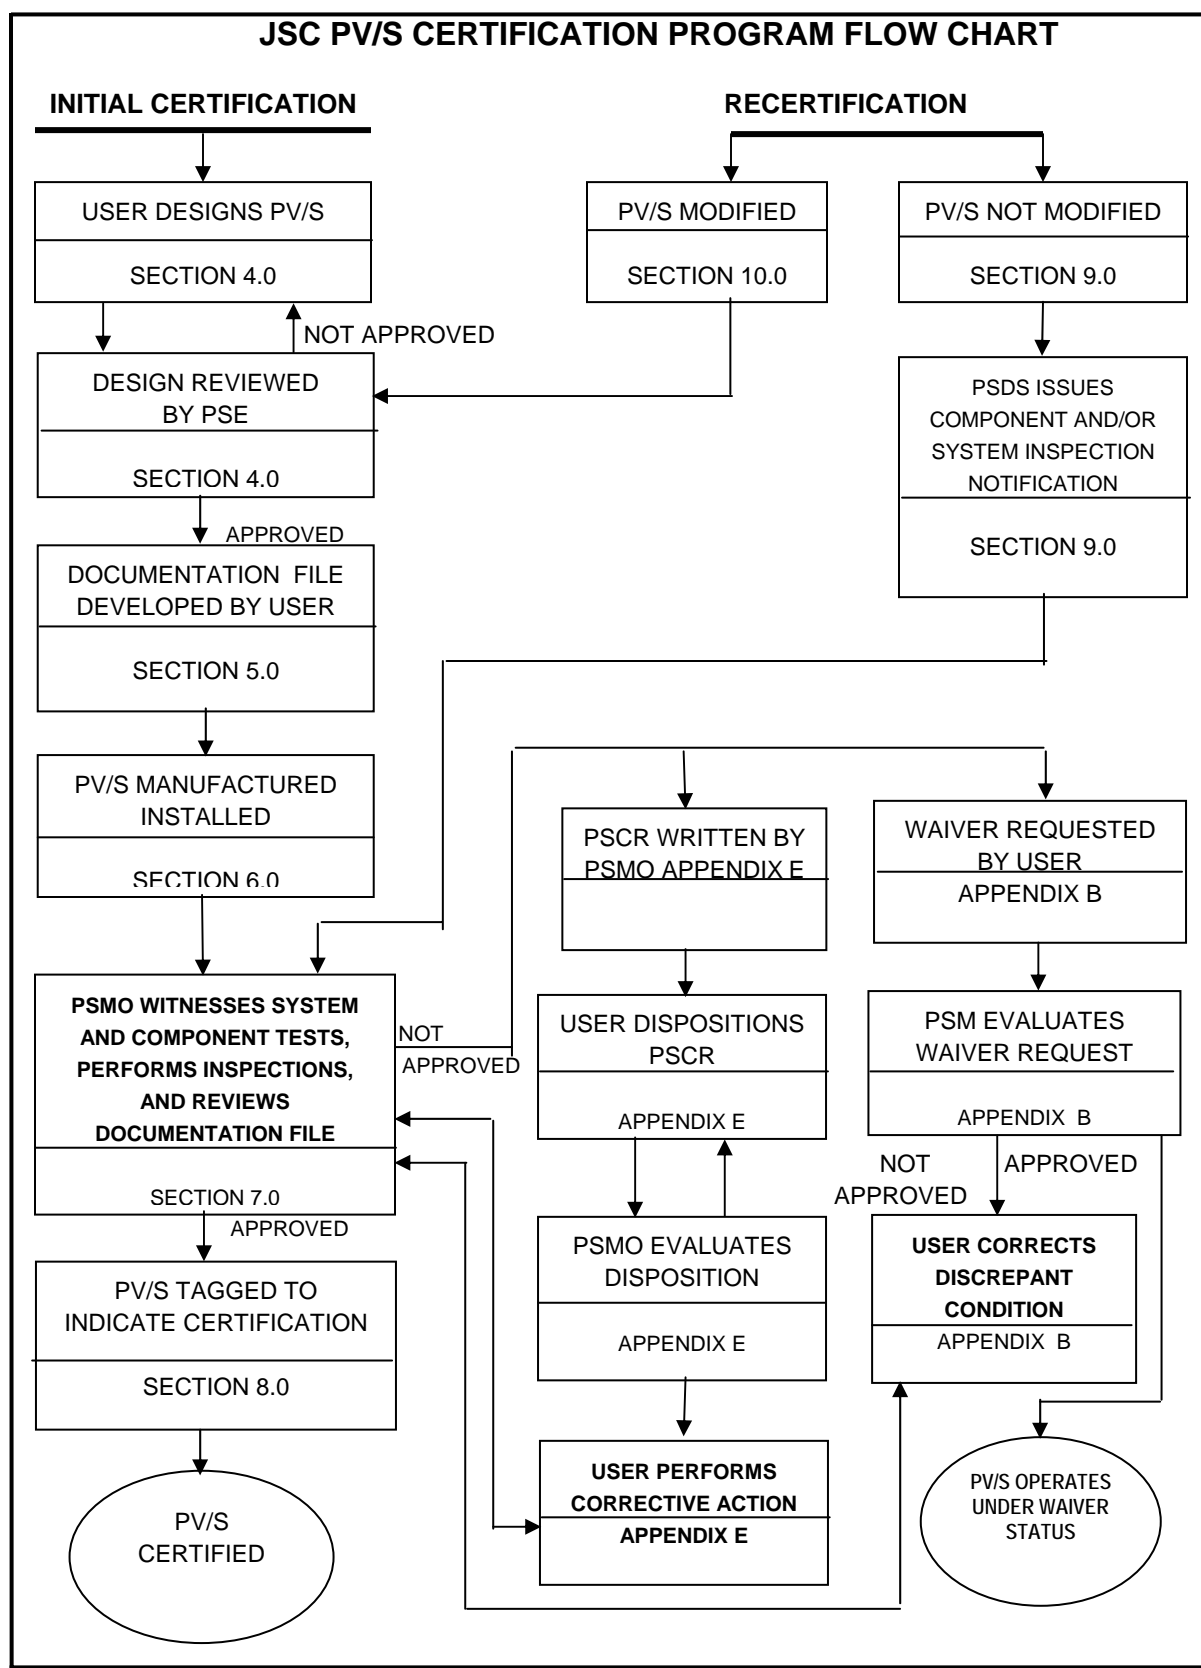 JSC PV/S CERTIFICATION PROGRAM FLOW CHART
INITIAL CERTIFICATION
RECERTIFICATION
USER DESIGNS PV/S
SECTION 4.0
PV/S MODIFIED
SECTION 10.0
PV/S NOT MODIFIED
SECTION 9.0
NOT APPROVED
DESIGN REVIEWED
BY PSE
SECTION 4.0
PSDS ISSUES
COMPONENT AND/OR
SYSTEM INSPECTION
NOTIFICATION
SECTION 9.0
APPROVED
DOCUMENTATION FILE
DEVELOPED BY USER
SECTION 5.0
PV/S MANUFACTURED
INSTALLED
SECTION 6.0
PSCR WRITTEN BY
PSMO APPENDIX E
WAIVER REQUESTED
BY USER
APPENDIX B
PSMO WITNESSES SYSTEM
AND COMPONENT TESTS,
PERFORMS INSPECTIONS,
AND REVIEWS
DOCUMENTATION FILE
SECTION 7.0
NOT
APPROVED
USER DISPOSITIONS
PSCR
APPENDIX E
PSM EVALUATES
WAIVER REQUEST
APPENDIX B
NOT
APPROVED
APPROVED
APPROVED
PV/S TAGGED TO
INDICATE CERTIFICATION
SECTION 8.0
PSMO EVALUATES
DISPOSITION
APPENDIX E
USER CORRECTS
DISCREPANT
CONDITION
APPENDIX B
PV/S
CERTIFIED
USER PERFORMS
CORRECTIVE ACTION
APPENDIX E
PV/S OPERATES
UNDER WAIVER
STATUS